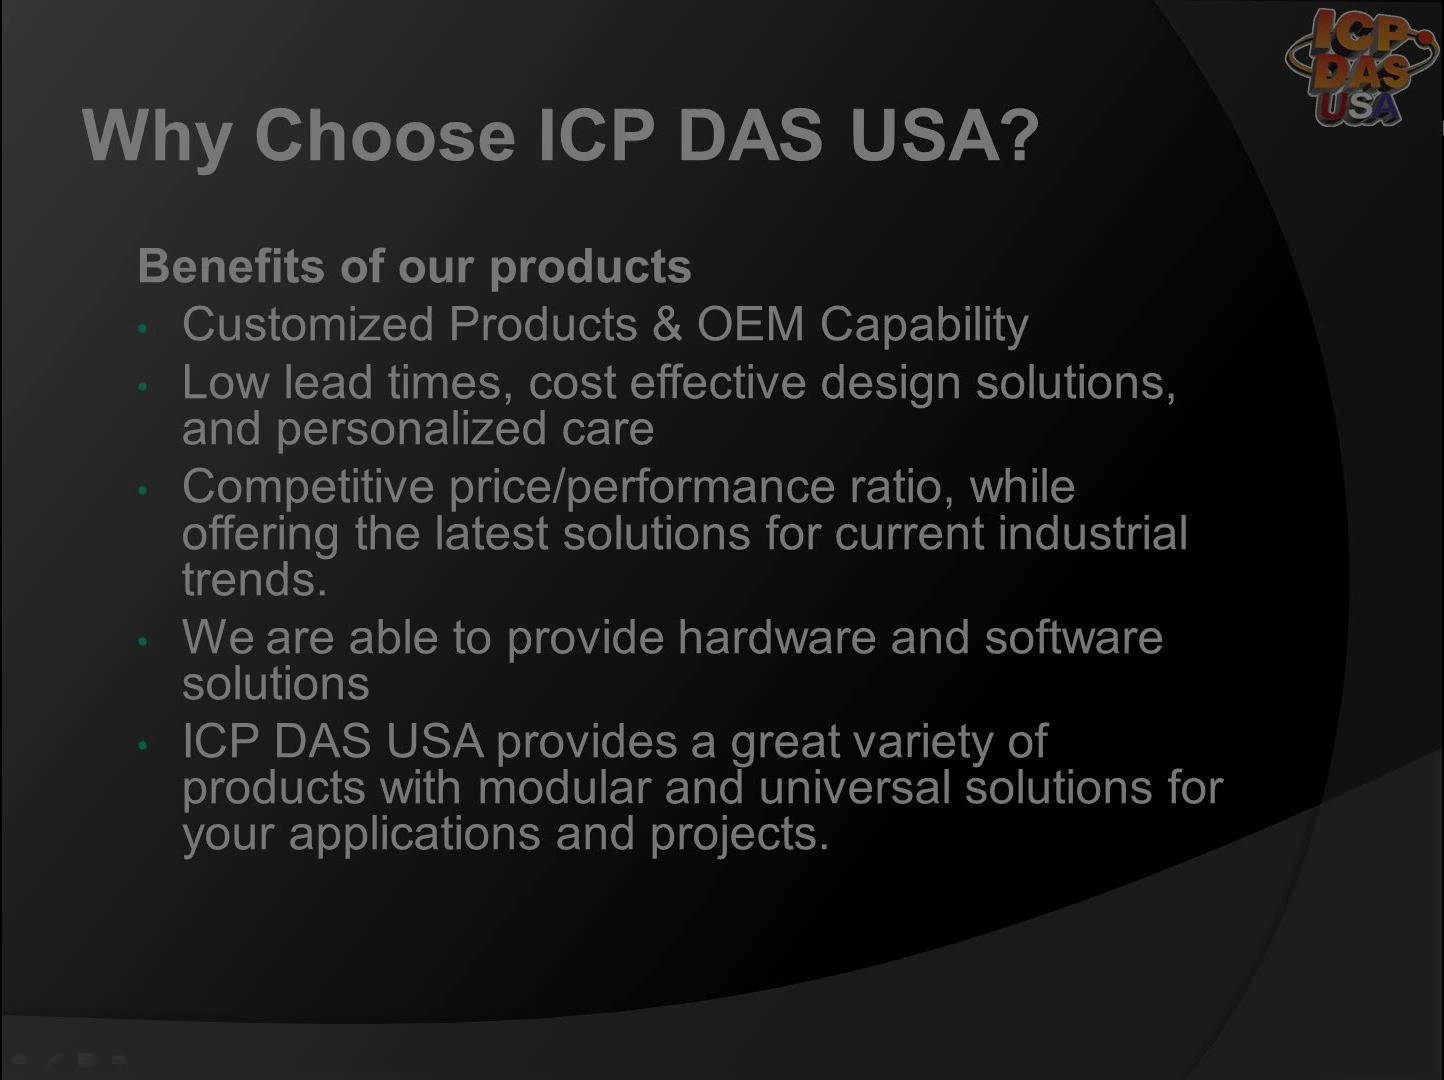 ICP
DAS
USA
Why Choose ICP DAS USA?
Benefits of our products
• Customized Products & OEM Capability
• Low lead times, cost effective design solutions,
and personalized care
• Competitive price/performance ratio, while
offering the latest solutions for current industrial
trends.
• We are able to provide hardware and software
solutions
• ICP DAS USA provides a great variety of
products with modular and universal solutions for
your applications and projects.